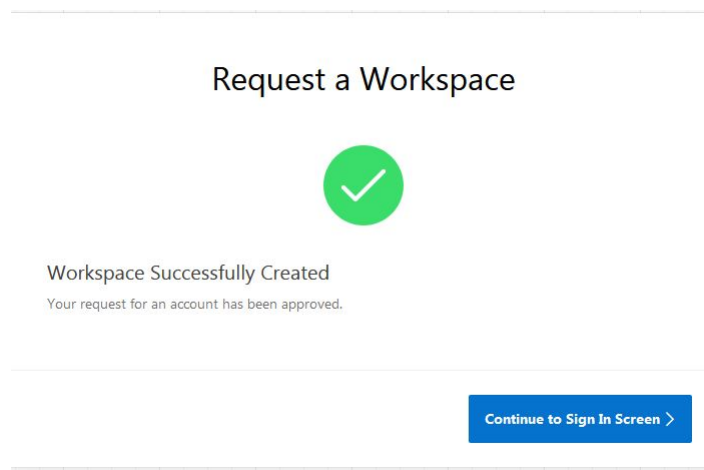 Request a Workspace
Workspace Successfully Created
Your request for an account has been approved.
Continue to Sign In Screen